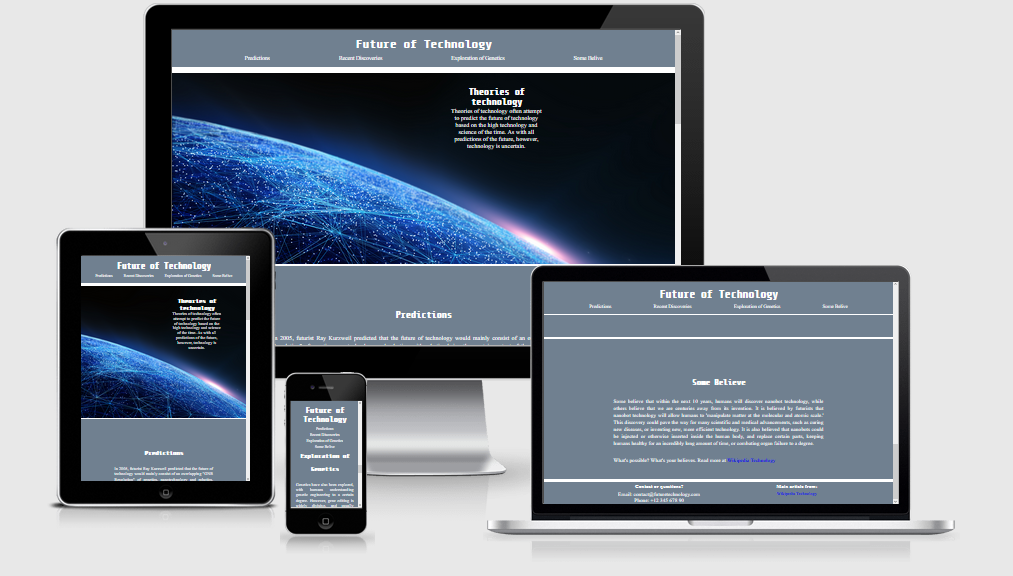 Future of Technology
Predictions
Recent Discoveries
Exploration of Genetics
Some Belive
Theories of
technology
Theories of technology often attempt
to predict the future of technology
based on the high technology and
science of the time. As with all
predictions of the future, however,
technology is uncertain.
Predictions
2005, futurist Ray Kurzweil predicted that the future of technology would mainly consist of an
Future of Technology
Predictions
Recent Discoveries
Exploration of Genetics
Some Belive
Theories of
technology
Theories of technology often
attempt to predict the future
of technology based on the
high technology and science
of the time. As with all
predictions of the future,
however, technology is
uncertain.
Predictions
In 2005, futurist Ray Kurzweil predicted that the future of
technology would mainly consist of an overlapping "GNR
Revolution" of genetics, nanotechnology and robotics,
Future of
Technology
Predictions
Recent Discoveries
Exploration of Genetics
Some Belive
Exploration of
Genetics
Genetics have also been explored,
with humans understanding
genetic engineering to a certain
degree. However, gene editing is
Future of Technology
Predictions
Recent Discoveries
Exploration of Genetics
Some Belive
Some Believe
Some believe that within the next 10 years, humans will discover nanobot technology, while
others believe that we are centuries away from its invention. It is believed by futurists that
nanobot technology will allow humans to 'manipulate matter at the molecular and atomic scale.'
This discovery could pave the way for many scientific and medical advancements, such as curing
new diseases, or inventing new, more efficient technology. It is also believed that nanobots could
be injected or otherwise inserted inside the human body, and replace certain parts, keeping
humans healthy for an incredibly long amount of time, or combating organ failure to a degree.
What's possible? What's your believes. Read more at Wikipedia Technology
Contact or questions?
Email: contact@futuretechnology.com
Phone: +12 345 678 90
Main article from:
Wikipedia Technology